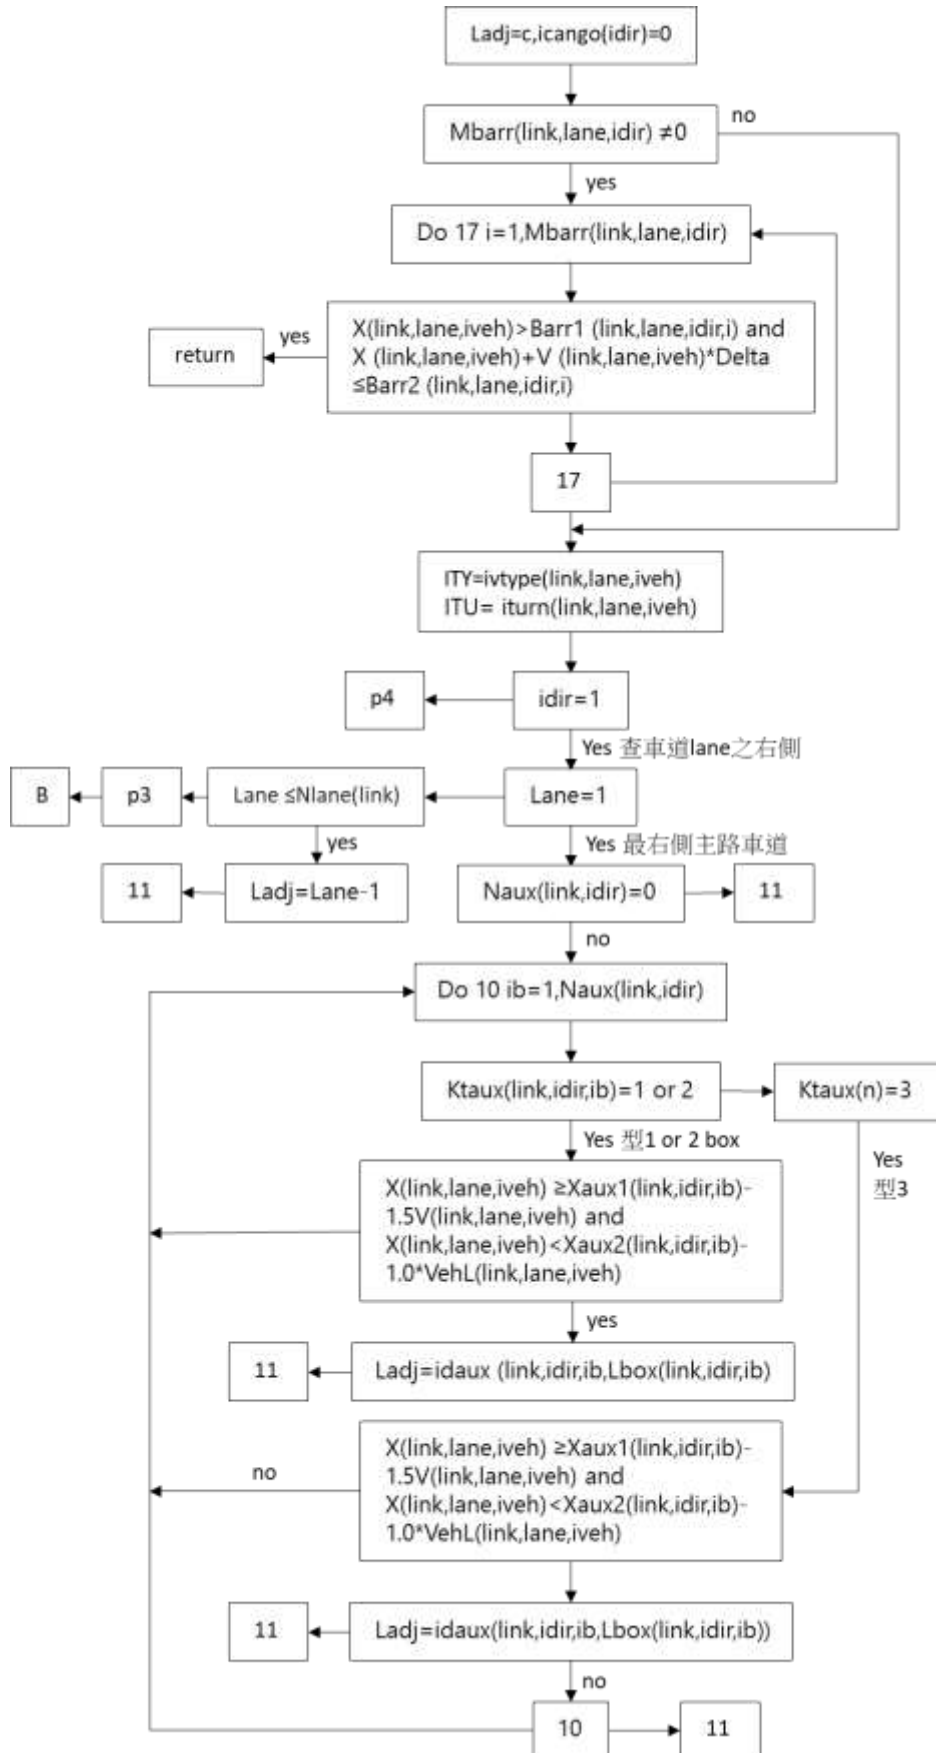 Ladj=c,icango(idir)=0
Mbarr(link,lane,idir) ≠0
no
yes
Do 17 i=1,Mbarr(link,lane,idir)
X(link,lane,iveh)>Barr1 (link,lane,idir,i) and
X (link,lane,iveh)+V (link,lane,iveh)*Delta
≤Barr2 (link,lane,idir,i)
yes
return
17
ITY=ivtype(link,lane,iveh)
ITU= iturn(link,lane,iveh)
p4
idir=1
Yes 查車道lane之右側
B
p3
Lane ≤Nlane(link)
Lane=1
yes
Yes 最右側主路車道
11
Ladj=Lane-1
Naux(link,idir)=0
11
no
Do 10 ib=1,Naux(link,idir)
Ktaux(link,idir,ib)=1 or 2
Ktaux(n)=3
Yes 型1 or 2 box
Yes
型3
X(link,lane,iveh) ≥Xaux1(link,idir,ib)-
1.5V(link,lane,iveh) and
X(link,lane,iveh)<Xaux2(link,idir,ib)-
1.0*VehL(link,lane,iveh)
yes
11
Ladj=idaux (link,idir,ib,Lbox(link,idir,ib)
X(link,lane,iveh) ≥Xaux1(link,idir,ib)-
1.5V(link,lane,iveh) and
X(link,lane,iveh)<Xaux2(link,idir,ib)-
1.0*VehL(link,lane,iveh)
no
11
Ladj=idaux(link,idir,ib,Lbox(link,idir,ib))
no
10
11